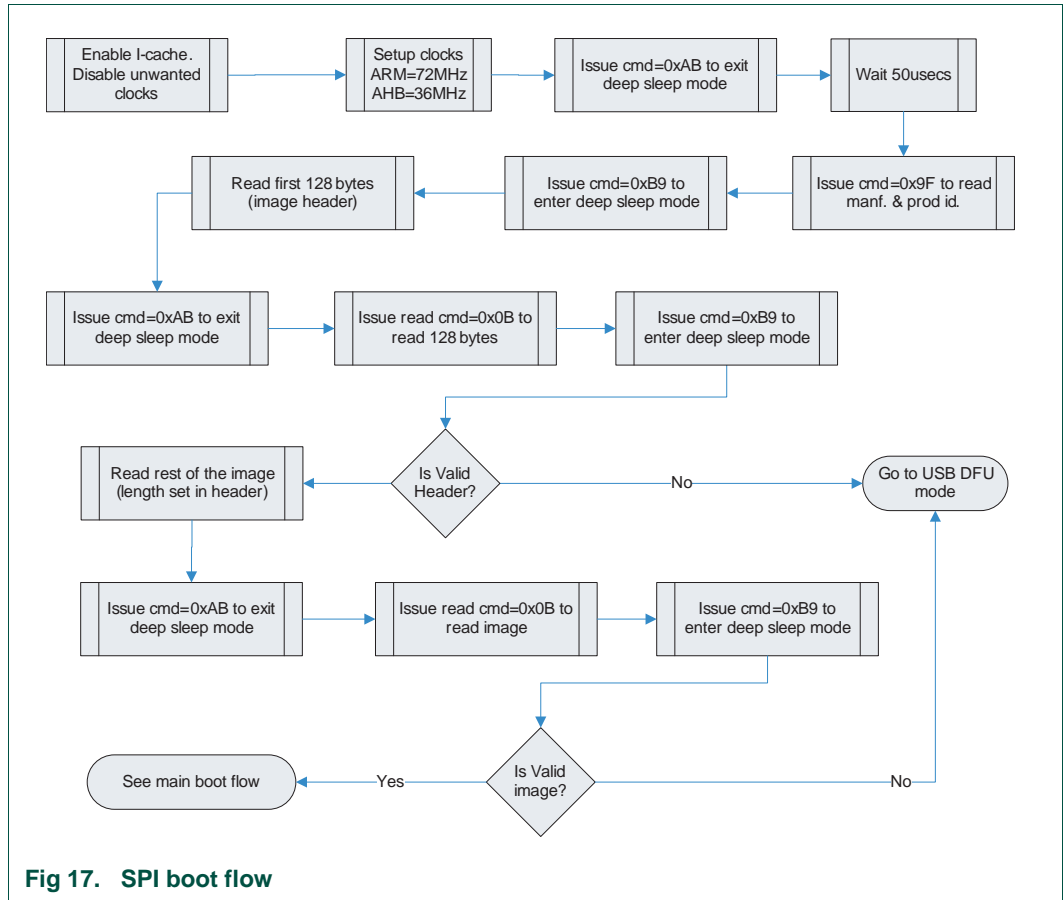 Enable I-cache.
Disable unwanted
clocks
Setup clocks
ARM=72MHz
AHB=36MHz
Issue cmd=0xAB to exit
deep sleep mode
Wait 50usecs
Issue cmd=0x9F to read
manf. & prod id.
Issue cmd=0xB9 to
enter deep sleep mode
Read first 128 bytes
(image header)
Issue cmd=0xAB to exit
deep sleep mode
Issue read cmd=0x0B to
read 128 bytes
Issue cmd=0xB9 to
enter deep sleep mode
Is Valid
Header?
No
Go to USB DFU
mode
Read rest of the image
(length set in header)
Issue cmd=0xAB to exit
deep sleep mode
Issue read cmd=0x0B to
read image
Issue cmd=0xB9 to
enter deep sleep mode
Is Valid
image?
Yes
No
See main boot flow
Fig 17. SPI boot flow